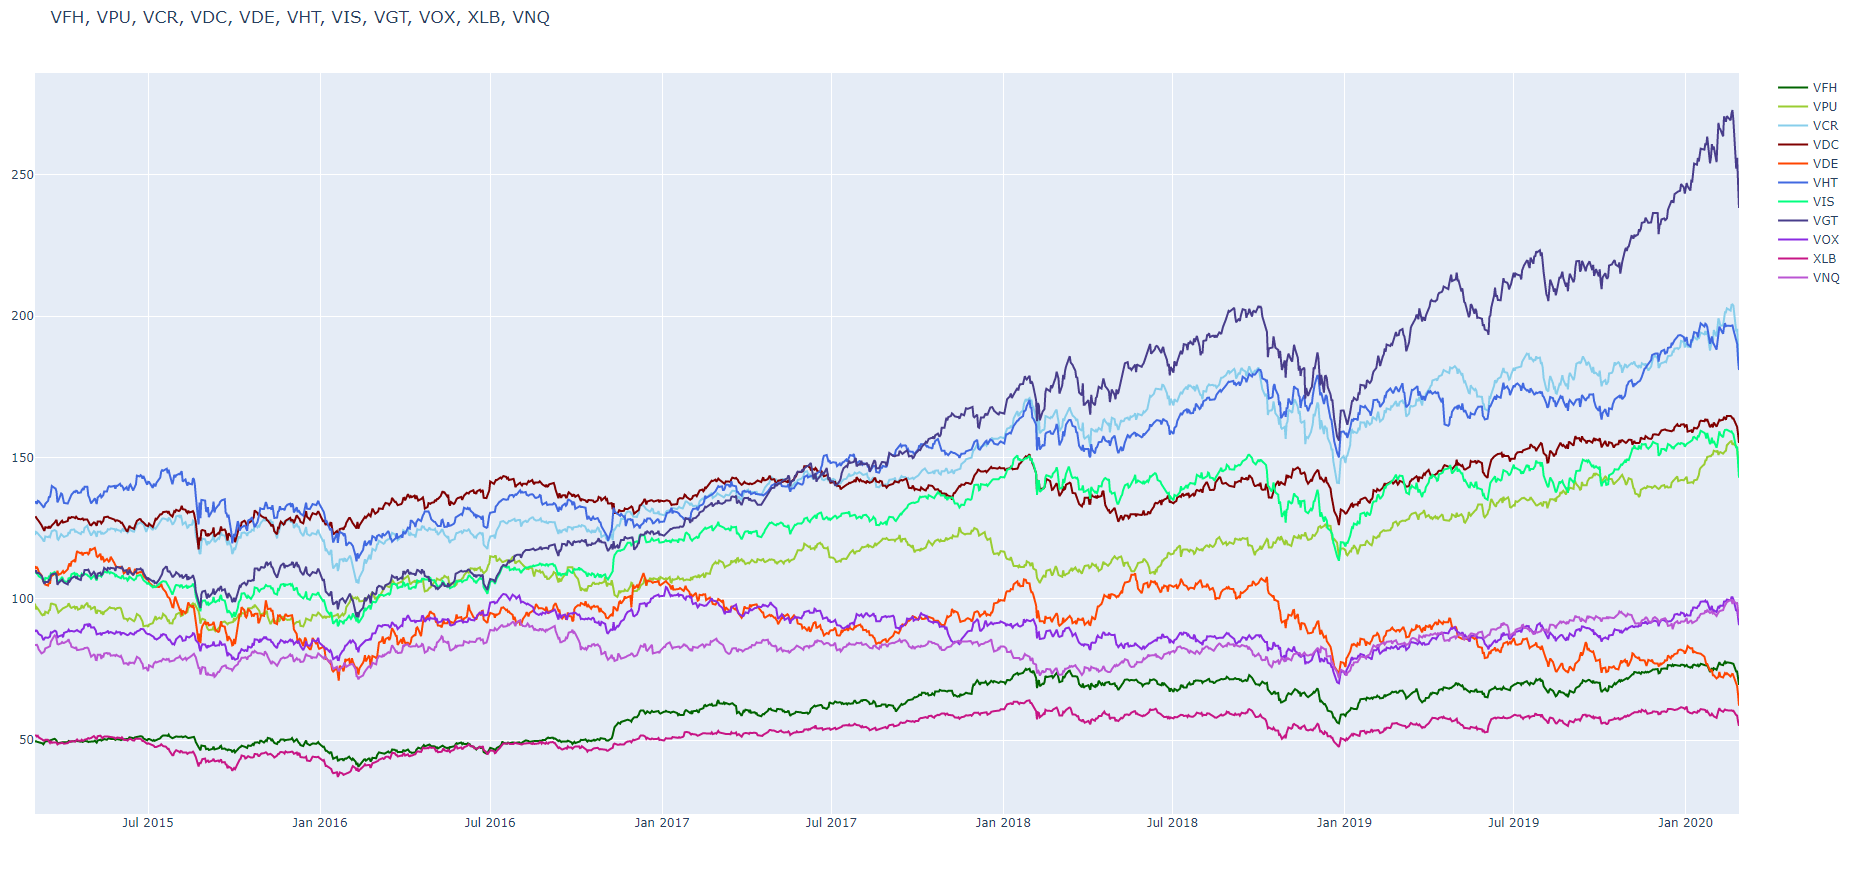 VFH, VPU, VCR, VDC, VDE, VHT, VIS, VGT, VOX, XLB, VNQ
VFH
VPU
VCR
VDC
VDE
VHT
VIS
VGT
VOX
XLB
VNQ
250
200
150
100
50
Jul 2015 Jan 2016 Jul 2016 Jan 2017 Jul 2017 Jan 2018 Jul 2018 Jan 2019 Jul 2019 Jan 2020